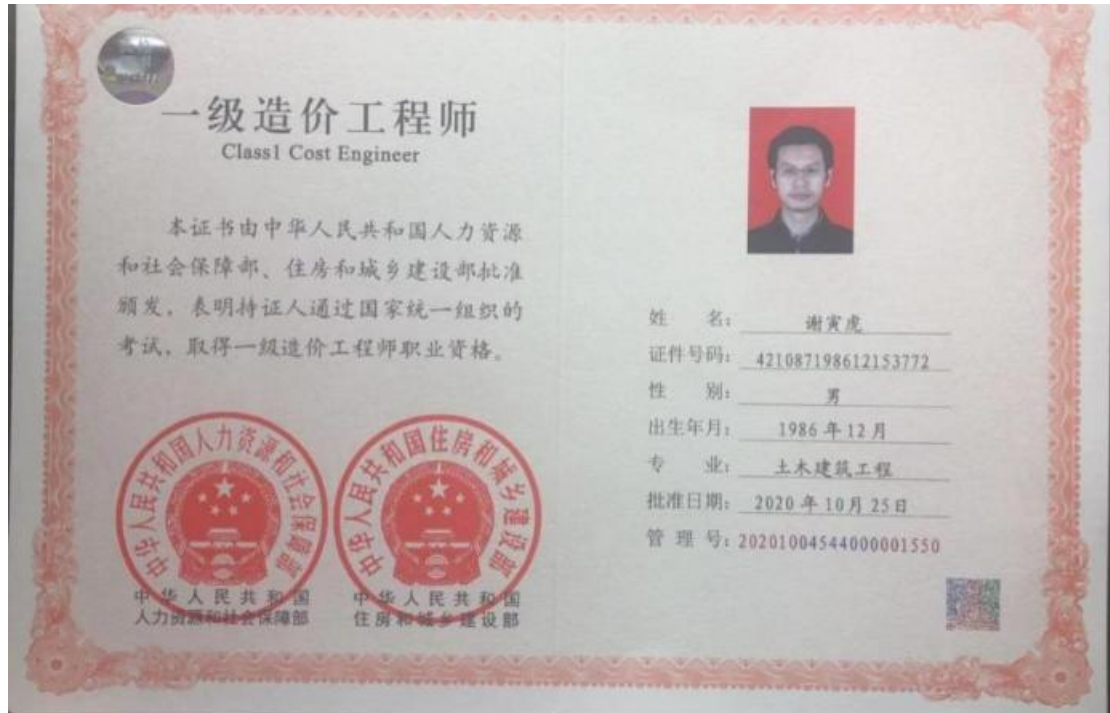 一级造价工程师
Class1 Cost Engineer
本证书由中华人民共和国人力资源
和社会保障部、住房和城乡建设部批准
颁发，表明持证人通过国家统一组织的
考试，取得一级造价工程师职业资格。
中华人民共和国人力资源和社会保障部
中华人民共和国
人力资源和社会保障部
中华人民共和国住房和城乡建设部
中华人民共和国
住房和城乡建设部
姓 名：谢寅虎
证件号码：421087198612153772
性 别：男
出生年月：1986年12月
专 业：土木建筑工程
批准日期：2020年10月25日
管 理 号：20201004544000001550